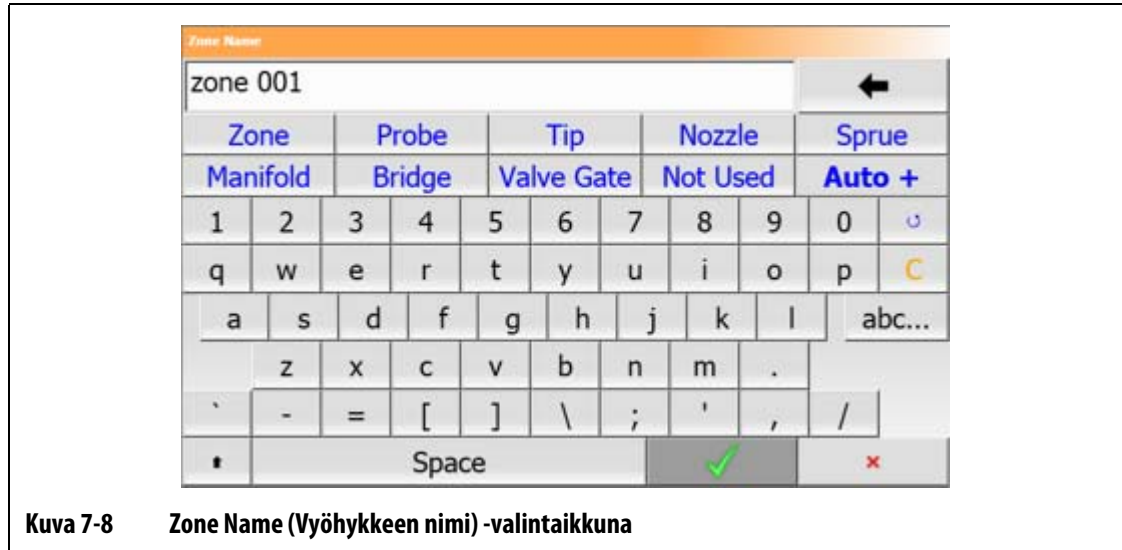 Zone Name
zone 001
Zone Probe Tip Nozzle Sprue
Manifold Bridge Valve Gate Not Used Auto +
1 2 3 4 5 6 7 8 9 0
q w e r t y u i o p C
a s d f g h j k l abc...
z x c v b n m .
` - = [ ] \ ; ' , /
Space
Kuva 7-8 Zone Name (Vyöhykkeen nimi) -valintaikkuna